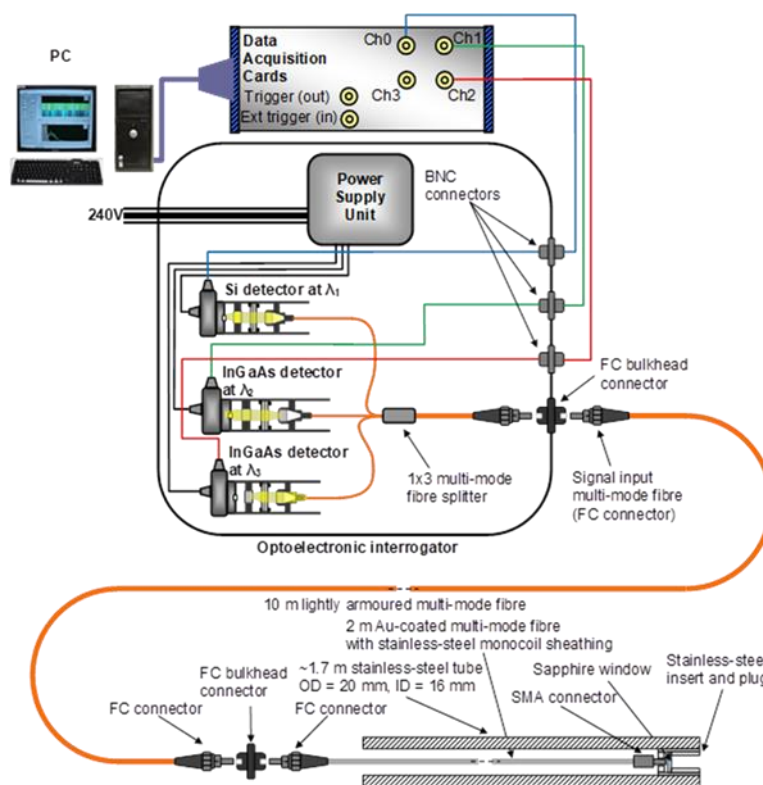 PC
Data
Acquisition
Cards
Trigger (out)
Ext trigger (in)
Ch0
Ch1
Ch3
Ch2
Power
Supply
Unit
240V
BNC
connectors
Si detector at λ₁
InGaAs detector
at λ₂
InGaAs detector
at λ₃
1x3 multi-mode
fibre splitter
FC bulkhead
connector
Signal input
multi-mode fibre
(FC connector)
Optoelectronic interrogator
10 m lightly armoured multi-mode fibre
2 m Au-coated multi-mode fibre
with stainless-steel monocoil sheathing
~1.7 m stainless-steel tube
OD = 20 mm, ID = 16 mm
Sapphire window
Stainless-steel
insert and plug
SMA connector
FC bulkhead
connector
FC connector
FC connector